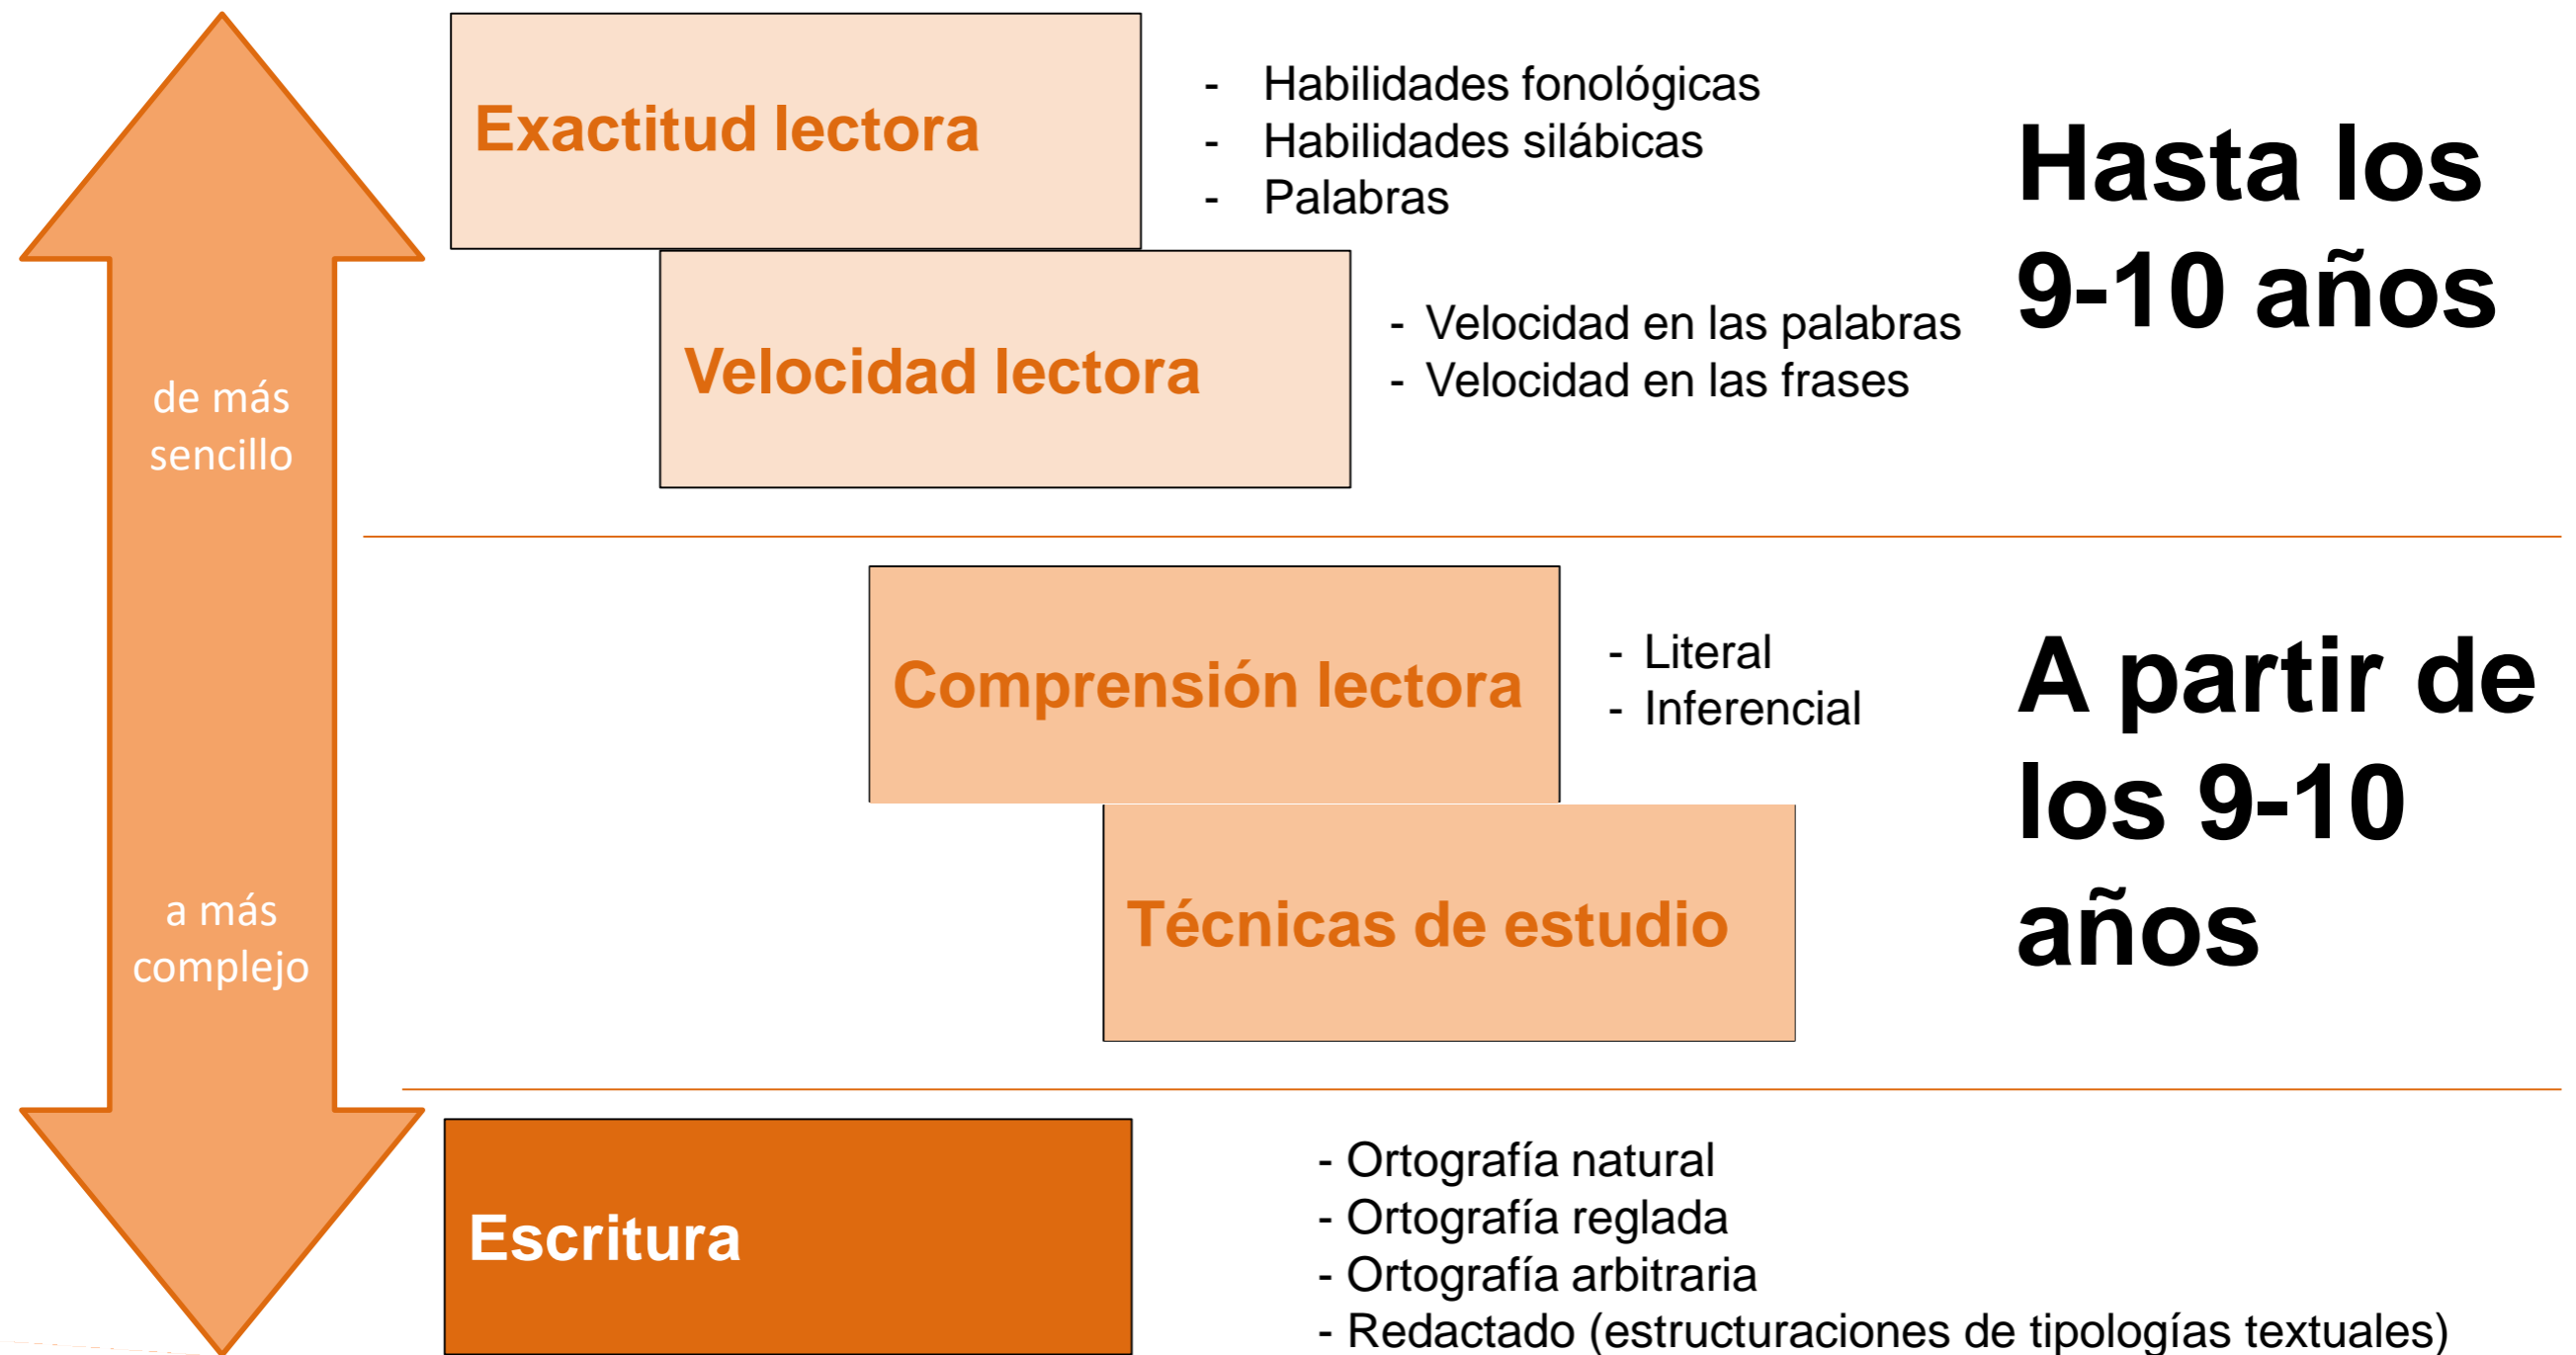 de más
sencillo
a más
complejo
Exactitud lectora
- Habilidades fonológicas
- Habilidades silábicas
- Palabras
Hasta los
9-10 años
Velocidad lectora
- Velocidad en las palabras
- Velocidad en las frases
Comprensión lectora
- Literal
- Inferencial
A partir de
los 9-10
años
Técnicas de estudio
Escritura
- Ortografía natural
- Ortografía reglada
- Ortografía arbitraria
- Redactado (estructuraciones de tipologías textuales)